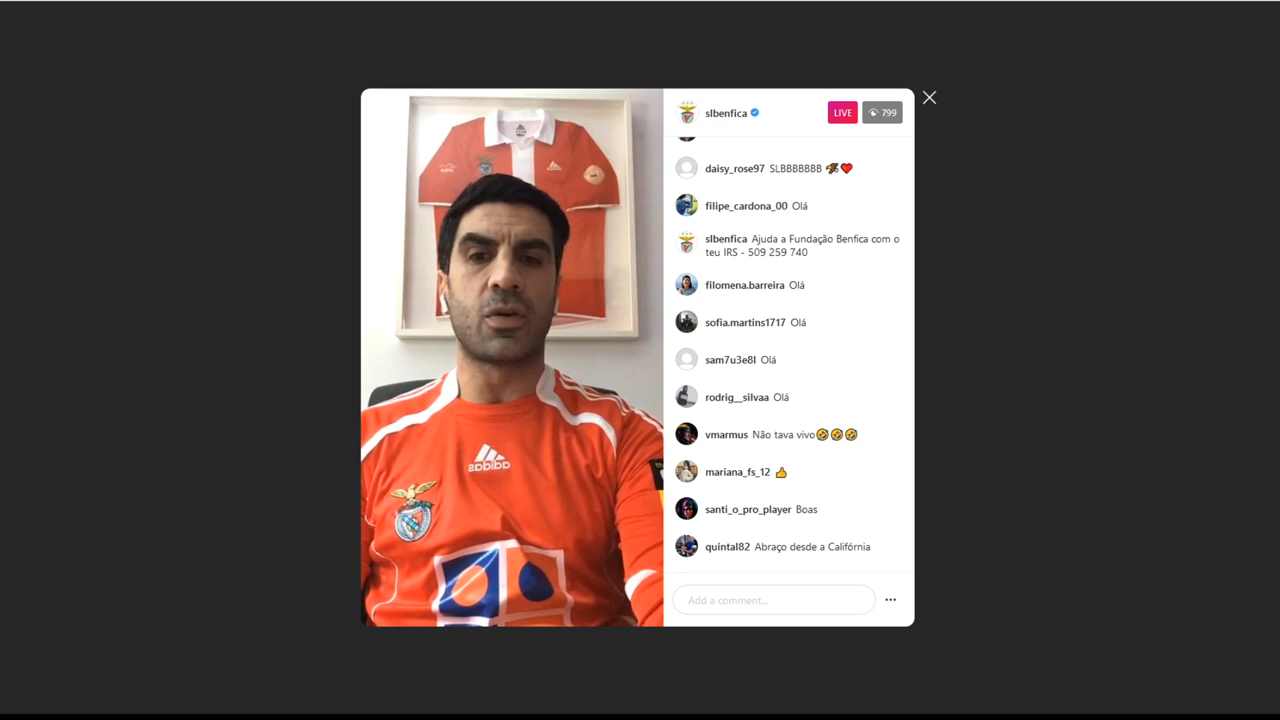 slbenfica
LIVE
799
daisy_rose97 SLBBBBBBB 🦅❤️
filipe_cardona_00 Olá
slbenfica Ajuda a Fundação Benfica com o
teu IRS - 509 259 740
filomena.barreira Olá
sofia.martins1717 Olá
sam7u3e8l Olá
rodrig__silvaa Olá
vmarmus Não tava vivo🤣🤣🤣
mariana_fs_12 👍
santi_o_pro_player Boas
quintal82 Abraço desde a Califórnia
Add a comment...
adidas